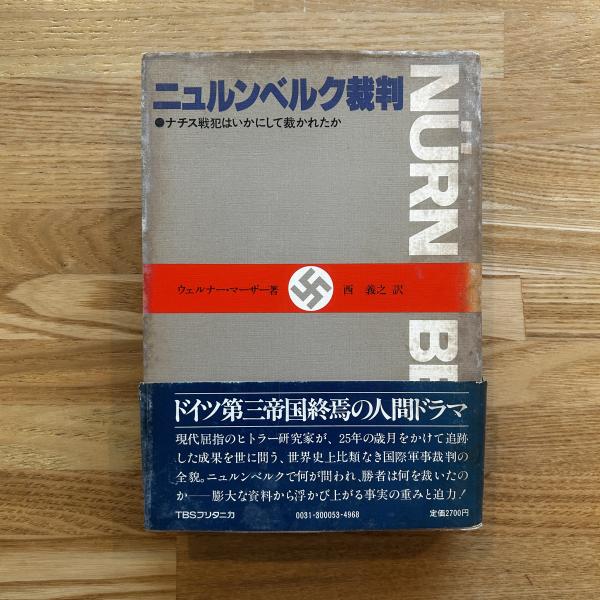 ニュルンベルク裁判
●ナチス戦犯はいかにして裁かれたか
NÜRN BE
ウェルナー・マーザー著
西 義之 訳
ドイツ第三帝国終焉の人間ドラマ
現代屈指のヒトラー研究家が、25年の歳月をかけて追跡
した成果を世に問う、世界史上比類なき国際軍事裁判の
全貌。ニュルンベルクで何が問われ、勝者は何を裁いたの
か——膨大な資料から浮かび上がる事実の重みと迫力!
TBSブリタニカ
0031-300053-4968
定価2700円